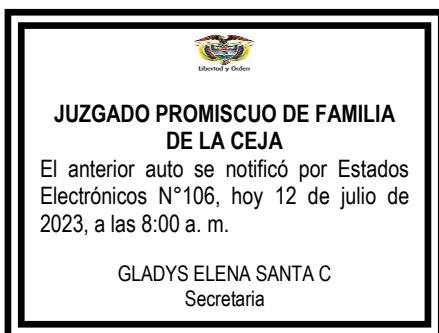 Libertad y Orden
JUZGADO PROMISCUO DE FAMILIA
DE LA CEJA
El anterior auto se notificó por Estados
Electrónicos N°106, hoy 12 de julio de
2023, a las 8:00 a. m.
GLADYS ELENA SANTA C
Secretaria